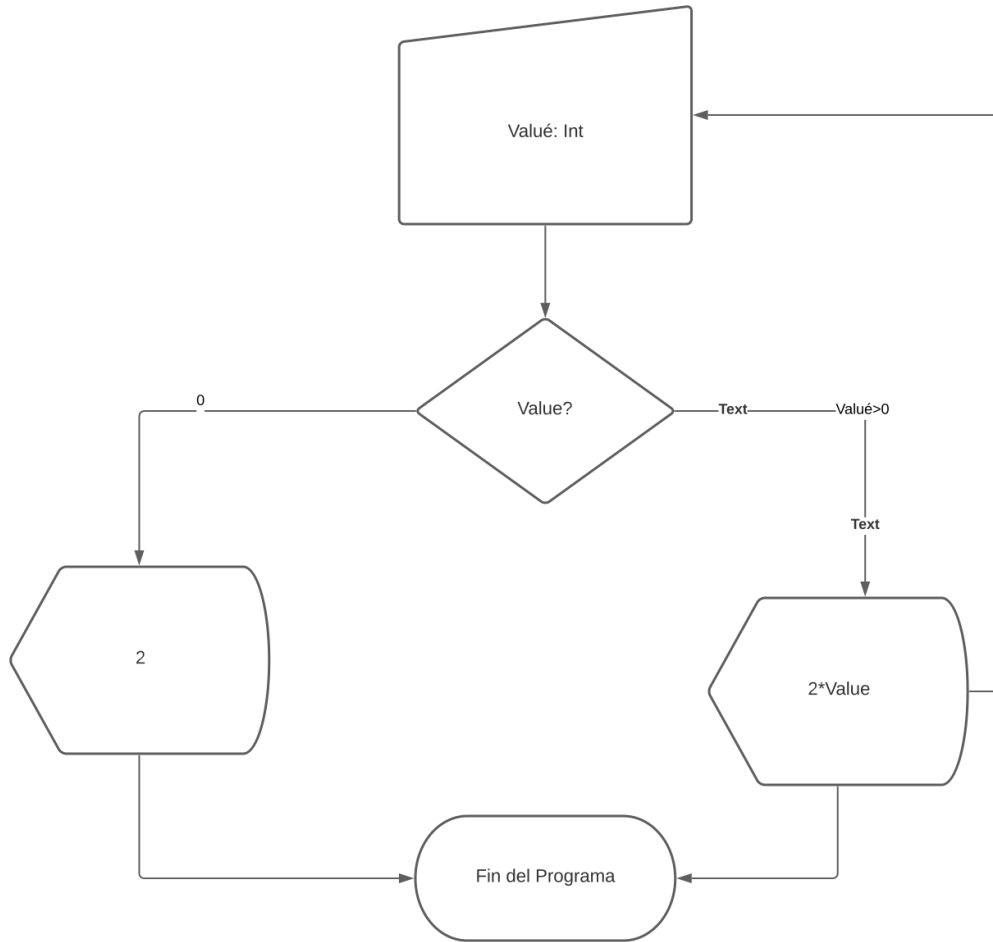 Valué: Int
Value?
0
Text
Valué>0
Text
2
2*Value
Fin del Programa